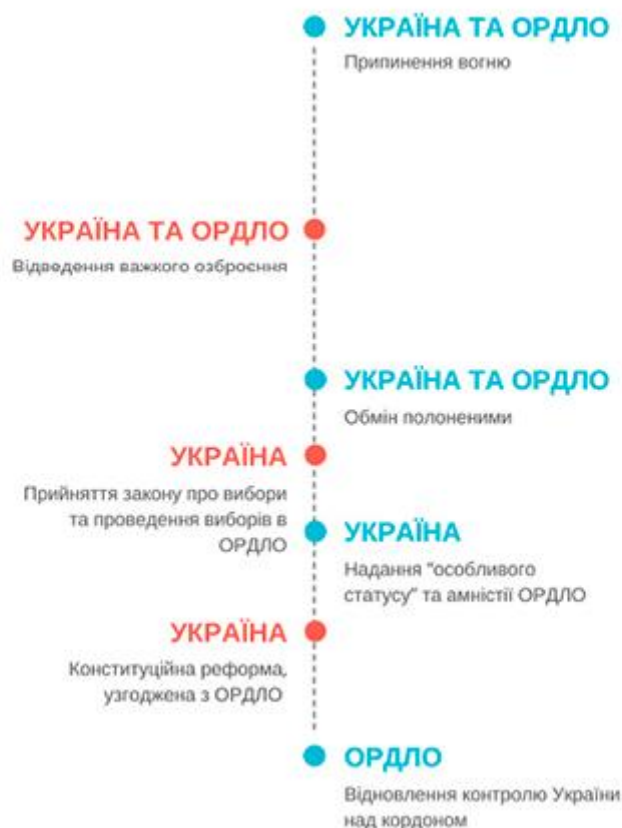 УКРАЇНА ТА ОРДЛО
Припинення вогню
УКРАЇНА ТА ОРДЛО
Відведення важкого озброєння
УКРАЇНА ТА ОРДЛО
Обмін полоненими
УКРАЇНА
Прийняття закону про вибори
та проведення виборів в
ОРДЛО
УКРАЇНА
Надання "особливого
статусу" та амністії ОРДЛО
УКРАЇНА
Конституційна реформа,
узгоджена з ОРДЛО
ОРДЛО
Відновлення контролю України
над кордоном